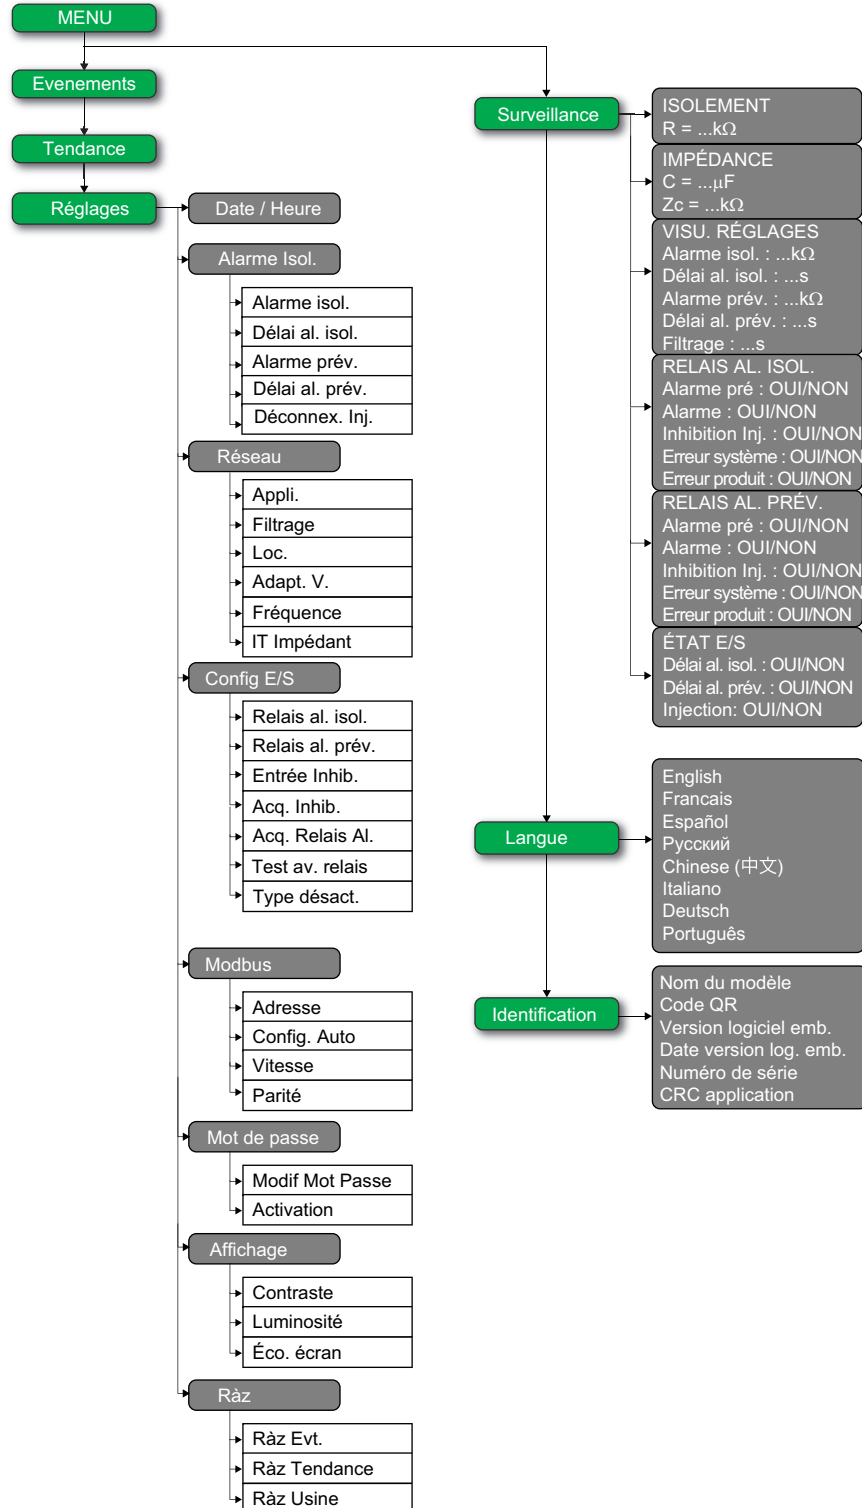 MENU
Evenements
Tendance
Réglages
Date / Heure
Alarme Isol.
Alarme isol.
Délai al. isol.
Alarme prév.
Délai al. prév.
Déconnex. Inj.
Réseau
Appli.
Filtrage
Loc.
Adapt. V.
Fréquence
IT Impédant
Config E/S
Relais al. isol.
Relais al. prév.
Entrée Inhib.
Acq. Inhib.
Acq. Relais Al.
Test av. relais
Type désact.
Modbus
Adresse
Config. Auto
Vitesse
Parité
Mot de passe
Modif Mot Passe
Activation
Affichage
Contraste
Luminosité
Éco. écran
Ràz
Ràz Evt.
Ràz Tendance
Ràz Usine
Surveillance
ISOLEMENT
R = ...kΩ
IMPÉDANCE
C = ...μF
Zc = ...kΩ
VISU. RÉGLAGES
Alarme isol. : ...kΩ
Délai al. isol. : ...s
Alarme prév. : ...kΩ
Délai al. prév. : ...s
Filtrage : ...s
RELAIS AL. ISOL.
Alarme pré : OUI/NON
Alarme : OUI/NON
Inhibition Inj. : OUI/NON
Erreur système : OUI/NON
Erreur produit : OUI/NON
RELAIS AL. PRÉV.
Alarme pré : OUI/NON
Alarme : OUI/NON
Inhibition Inj. : OUI/NON
Erreur système : OUI/NON
Erreur produit : OUI/NON
ÉTAT E/S
Délai al. isol. : OUI/NON
Délai al. prév. : OUI/NON
Injection: OUI/NON
Langue
English
Francais
Español
Русский
Chinese (中文)
Italiano
Deutsch
Português
Identification
Nom du modèle
Code QR
Version logiciel emb.
Date version log. emb.
Numéro de série
CRC application